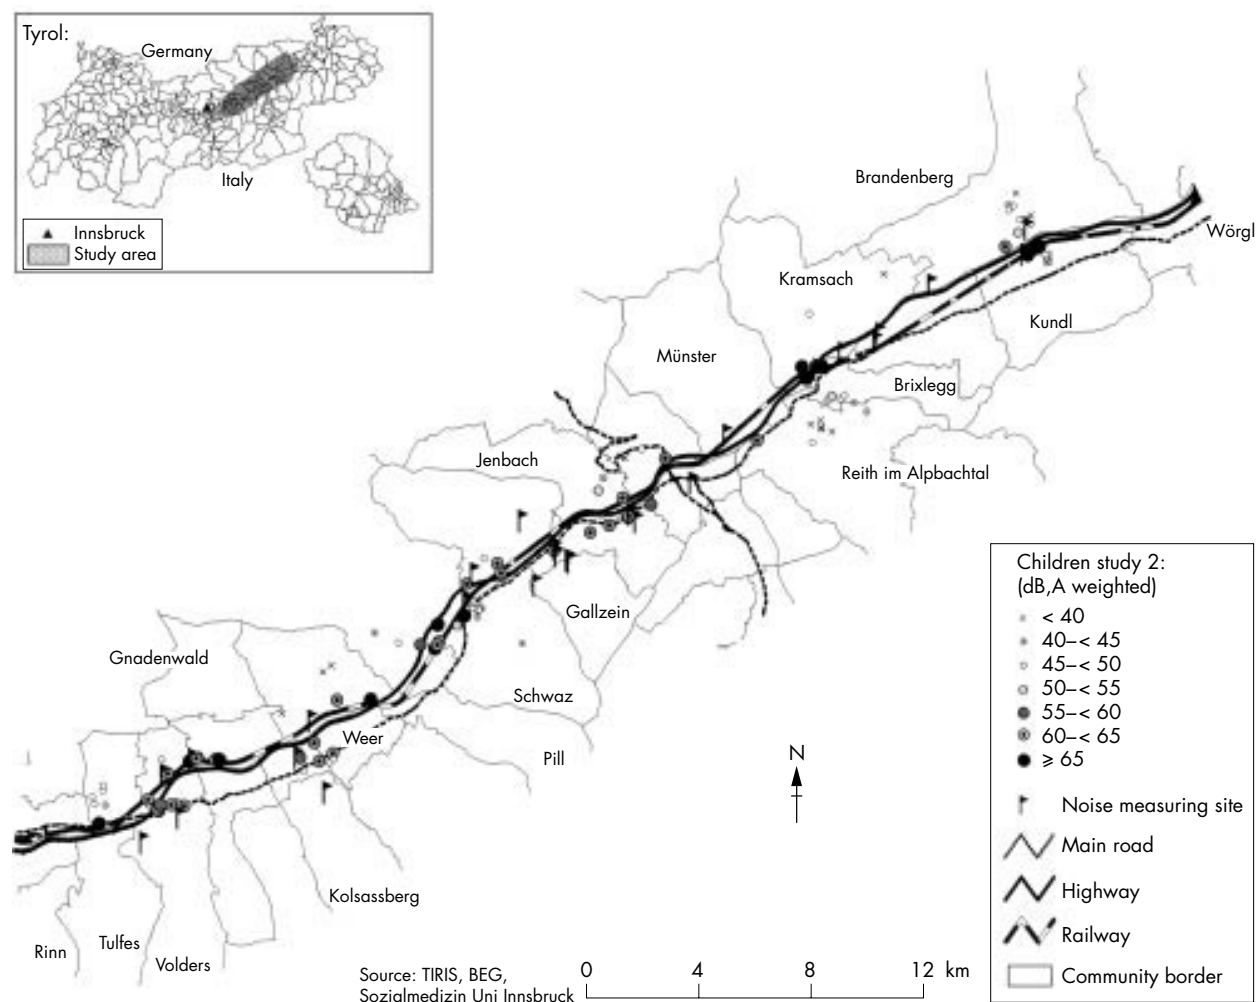 Tyrol:
Germany
Italy
Innsbruck
Study area
Brandenberg
Wörgl
Kramsach
Kundl
Münster
Brixlegg
Jenbach
Reith im Alpbachtal
Gallzein
Gnadenwald
Schwaz
Weer
Pill
N
Kolsassberg
Rinn
Tulfes
Volders
Children study 2:
(dB,A weighted)
< 40
40–< 45
45–< 50
50–< 55
55–< 60
60–< 65
⩾ 65
Noise measuring site
Main road
Highway
Railway
Community border
Source: TIRIS, BEG,
Sozialmedizin Uni Innsbruck
0 4 8 12 km